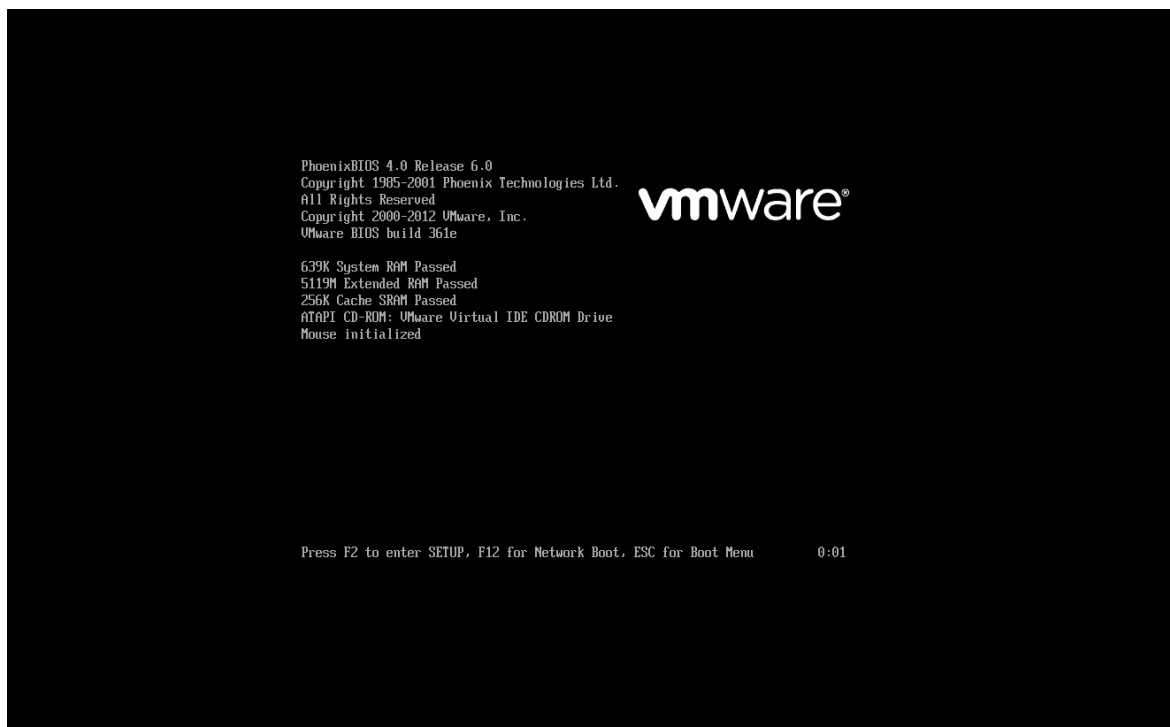 PhoenixBIOS 4.0 Release 6.0
Copyright 1985-2001 Phoenix Technologies Ltd.
All Rights Reserved
Copyright 2000-2012 VMware, Inc.
VMware BIOS build 361e
vmware®
639K System RAM Passed
5119M Extended RAM Passed
256K Cache SRAM Passed
ATAPI CD-ROM: VMware Virtual IDE CDROM Drive
Mouse initialized
Press F2 to enter SETUP, F12 for Network Boot, ESC for Boot Menu 0:01